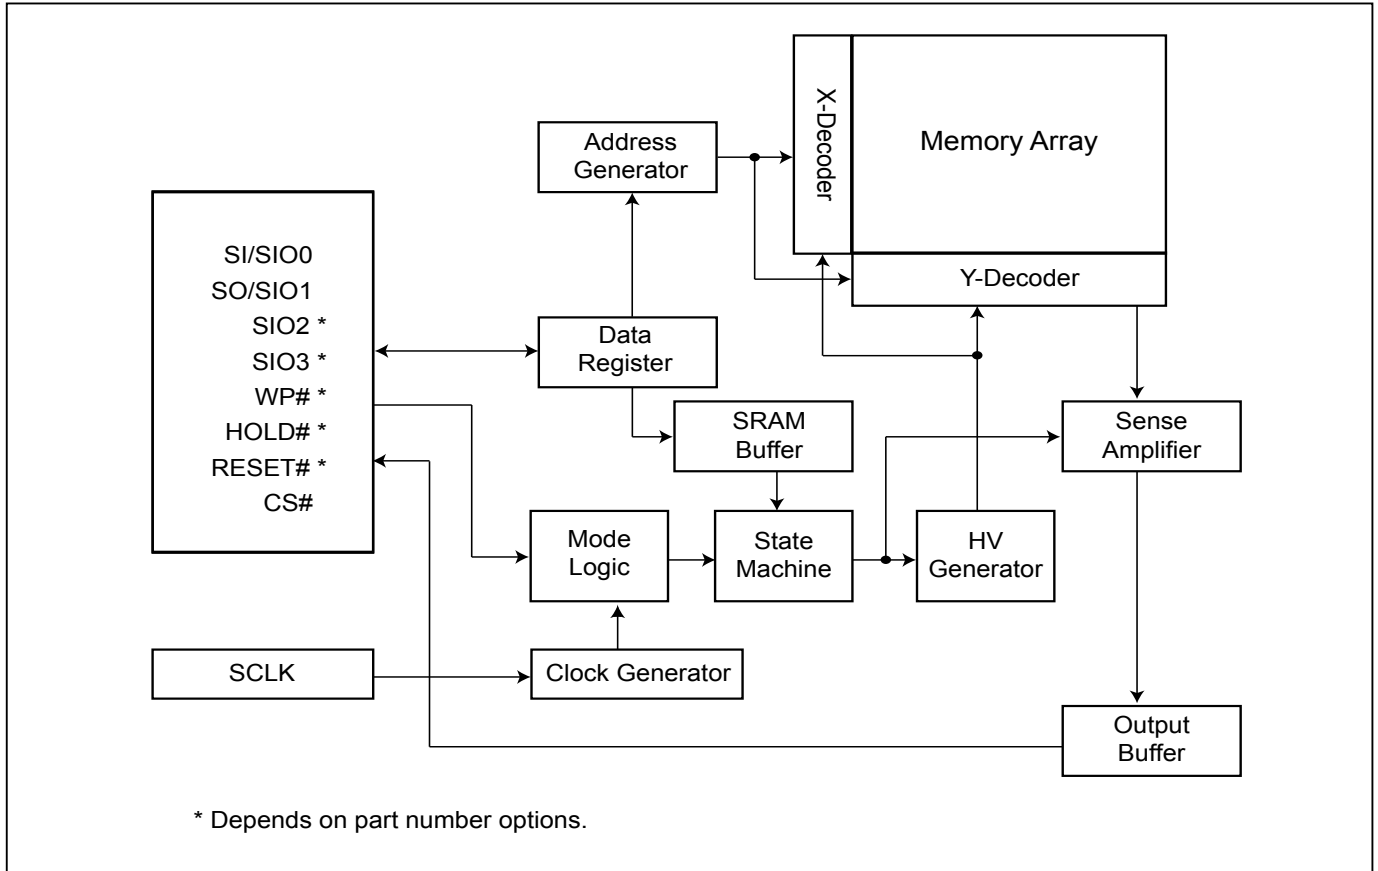 X-Decoder
Memory Array
Address
Generator
SI/SIO0
SO/SIO1
SIO2 *
SIO3 *
WP# *
HOLD# *
RESET# *
CS#
Y-Decoder
Data
Register
SRAM
Buffer
Sense
Amplifier
Mode
Logic
State
Machine
HV
Generator
SCLK
Clock Generator
Output
Buffer
* Depends on part number options.